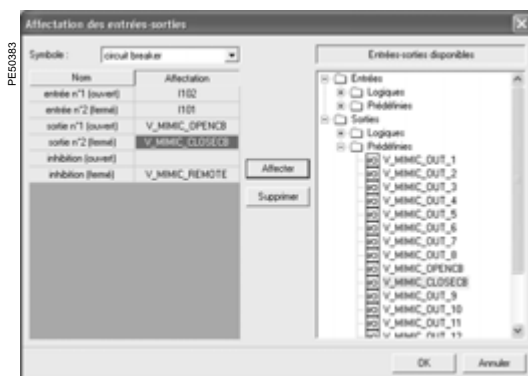 Affectation des entrées-sorties
PE50383
Symbole : circuit breaker
Nom Affectation
entrée n°1 (ouvert) I102
entrée n°2 (fermé) I101
sortie n°1 (ouvert) V_MIMIC_OPENCB
sortie n°2 (fermé) V_MIMIC_CLOSECB
inhibition (ouvert)
inhibition (fermé) V_MIMIC_REMOTE
Affecter
Supprimer
Entrées-sorties disponibles
Entrées
Logiques
Prédéfinies
Sorties
Logiques
Prédéfinies
V_MIMIC_OUT_1
V_MIMIC_OUT_2
V_MIMIC_OUT_3
V_MIMIC_OUT_4
V_MIMIC_OUT_5
V_MIMIC_OUT_6
V_MIMIC_OUT_7
V_MIMIC_OUT_8
V_MIMIC_OPENCB
V_MIMIC_CLOSECB
V_MIMIC_OUT_9
V_MIMIC_OUT_10
V_MIMIC_OUT_11
V_MIMIC_OUT_12
OK Annuler